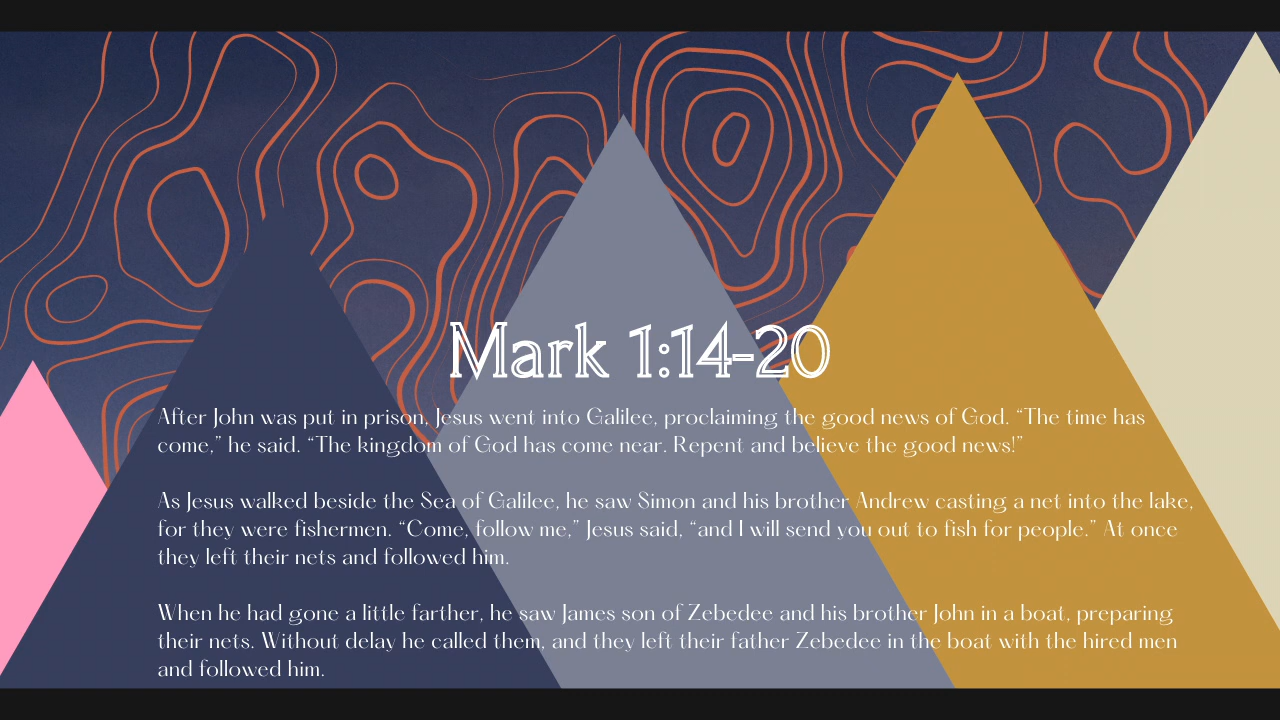 Mark 1:14-20
After John was put in prison, Jesus went into Galilee, proclaiming the good news of God. “The time has
come,” he said. “The kingdom of God has come near. Repent and believe the good news!”
As Jesus walked beside the Sea of Galilee, he saw Simon and his brother Andrew casting a net into the lake,
for they were fishermen. “Come, follow me,” Jesus said, “and I will send you out to fish for people.” At once
they left their nets and followed him.
When he had gone a little farther, he saw James son of Zebedee and his brother John in a boat, preparing
their nets. Without delay he called them, and they left their father Zebedee in the boat with the hired men
and followed him.